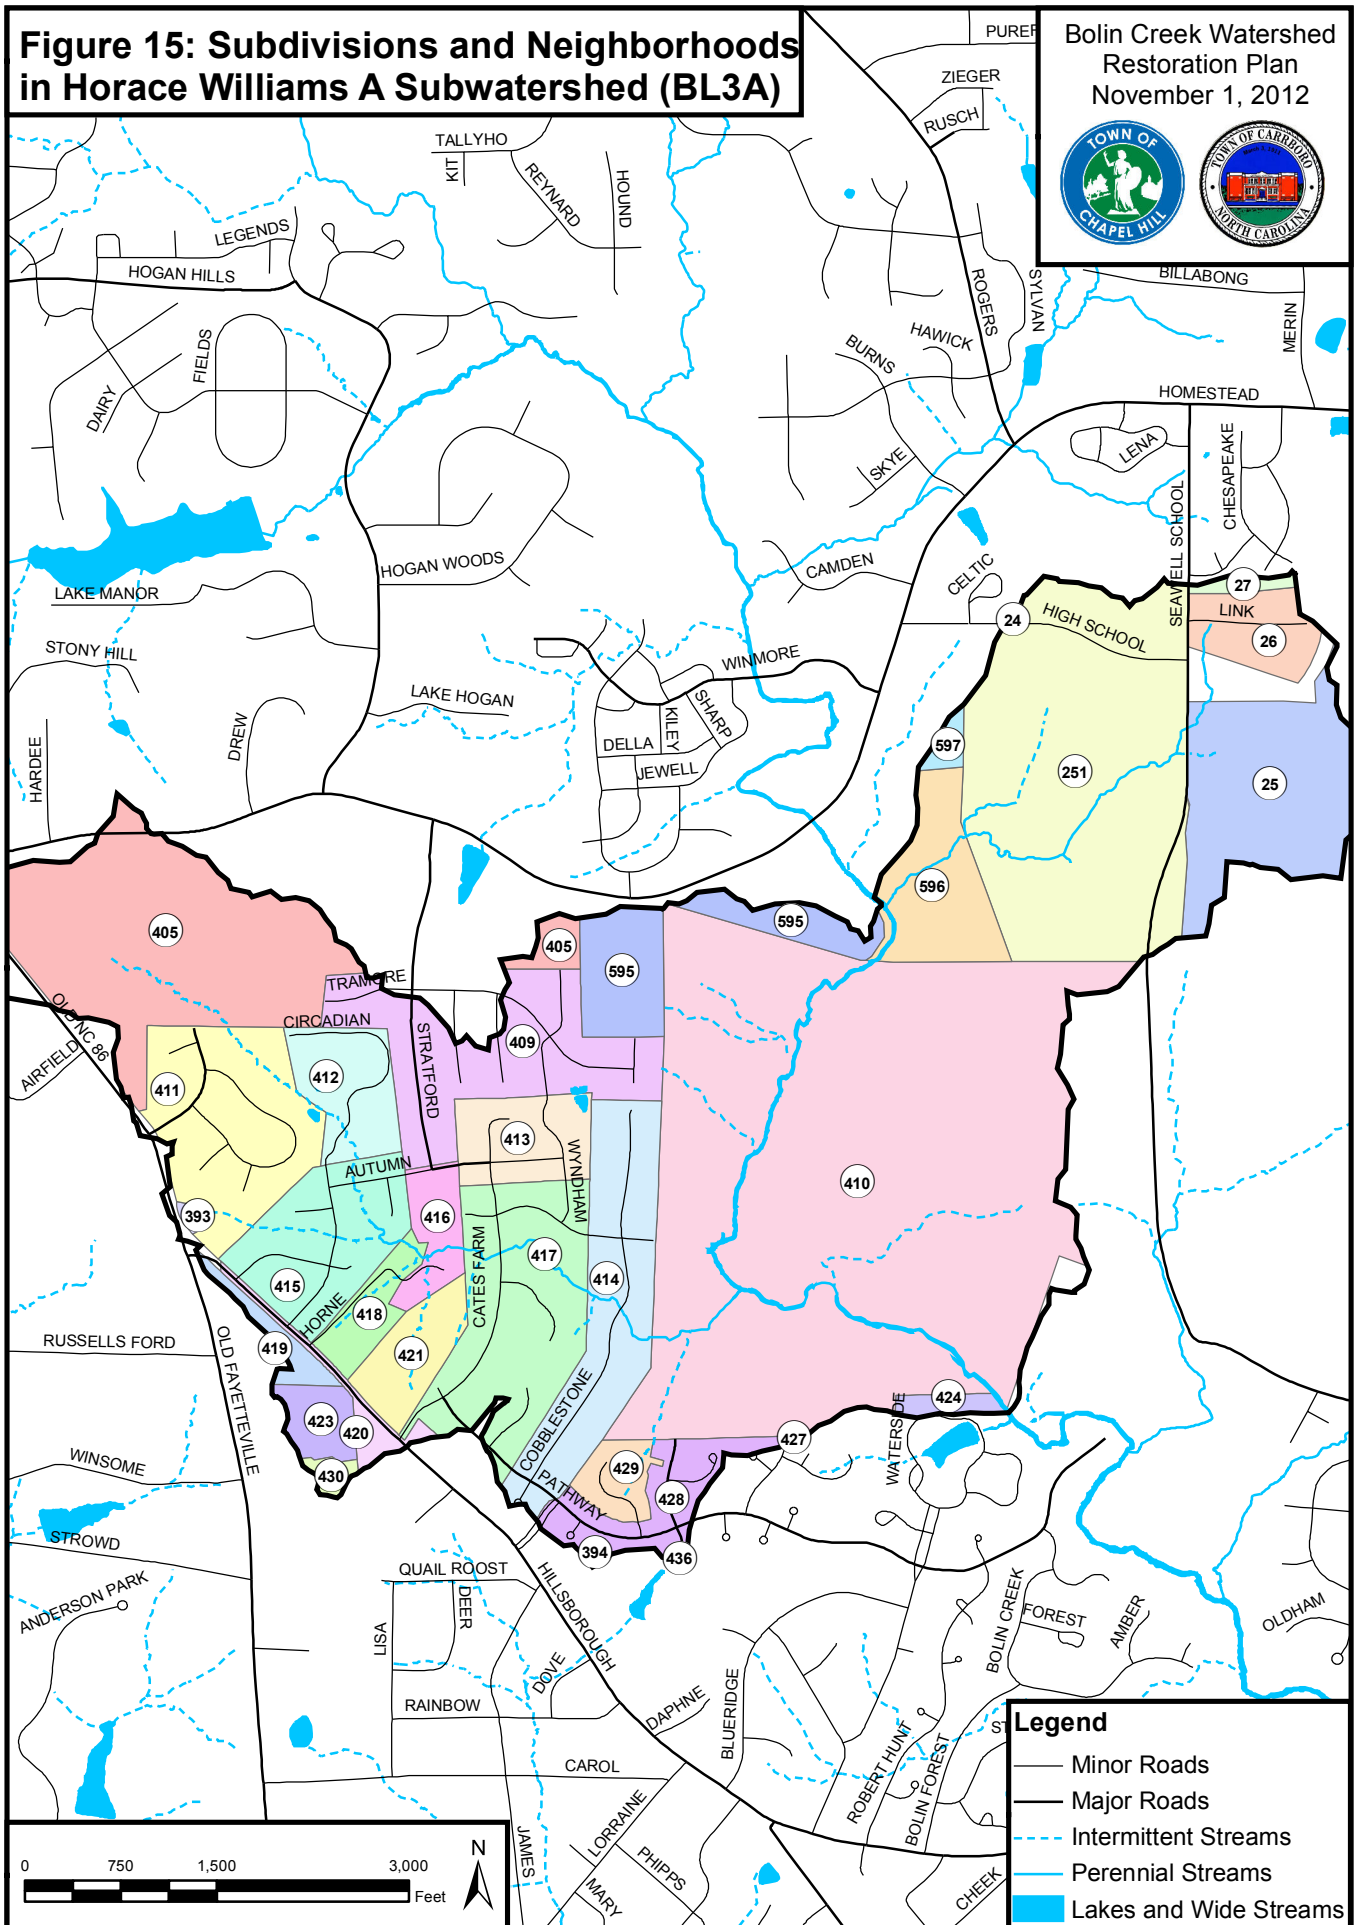 Figure 15: Subdivisions and Neighborhoods
in Horace Williams A Subwatershed (BL3A)
Bolin Creek Watershed
Restoration Plan
November 1, 2012
TOWN OF
CHAPEL HILL
TOWN OF CARRBORO
NORTH CAROLINA
ZIEGER
RUSCH
TALLYHO
KIT
REYNARD
HOUND
LEGENDS
HOGAN HILLS
ROGERS
SYLVAN
BILLABONG
MERIN
FIELDS
DAIRY
BURNS
HAWICK
HOMESTEAD
LENA
CHESAPEAKE
SKYE
SEAWELL SCHOOL
HOGAN WOODS
CAMDEN
CELTIC
LAKE MANOR
27
LINK
24
HIGH SCHOOL
26
STONY HILL
WINMORE
LAKE HOGAN
SHARP
KILEY
DREW
DELLA
JEWELL
HARDEE
597
251
25
596
595
405
405
595
TRAMORE
OLD NC 86
CIRCADIAN
STRATFORD
409
AIRFIELD
411
412
413
WYNDHAM
AUTUMN
410
393
416
CATES FARM
417
414
415
HORNE
418
419
421
RUSSELLS FORD
OLD FAYETTEVILLE
COBBLESTONE
WATERSIDE
424
423
420
427
WINSOME
430
429
PATHWAY
428
STROWD
394
436
QUAIL ROOST
HILLSBOROUGH
DEER
ANDERSON PARK
LISA
BOLIN CREEK
FOREST
AMBER
OLDHAM
DOVE
RAINBOW
DAPHNE
BLUERIDGE
CAROL
ROBERT HUNT
BOLIN FOREST
LORRAINE
JAMES
PHIPPS
MARY
CHEEK
Legend
Minor Roads
Major Roads
Intermittent Streams
Perennial Streams
Lakes and Wide Streams
0 750 1,500 3,000
Feet
N